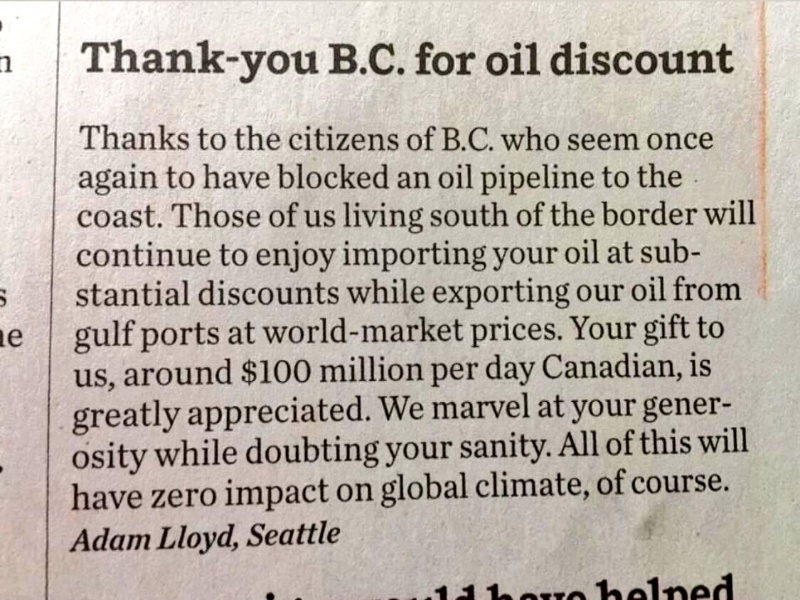 n
Thank-you B.C. for oil discount
Thanks to the citizens of B.C. who seem once
again to have blocked an oil pipeline to the
coast. Those of us living south of the border will
continue to enjoy importing your oil at sub-
stantial discounts while exporting our oil from
s
gulf ports at world-market prices. Your gift to
ne
us, around $100 million per day Canadian, is
greatly appreciated. We marvel at your gener-
osity while doubting your sanity. All of this will
have zero impact on global climate, of course.
Adam Lloyd, Seattle
would have helped